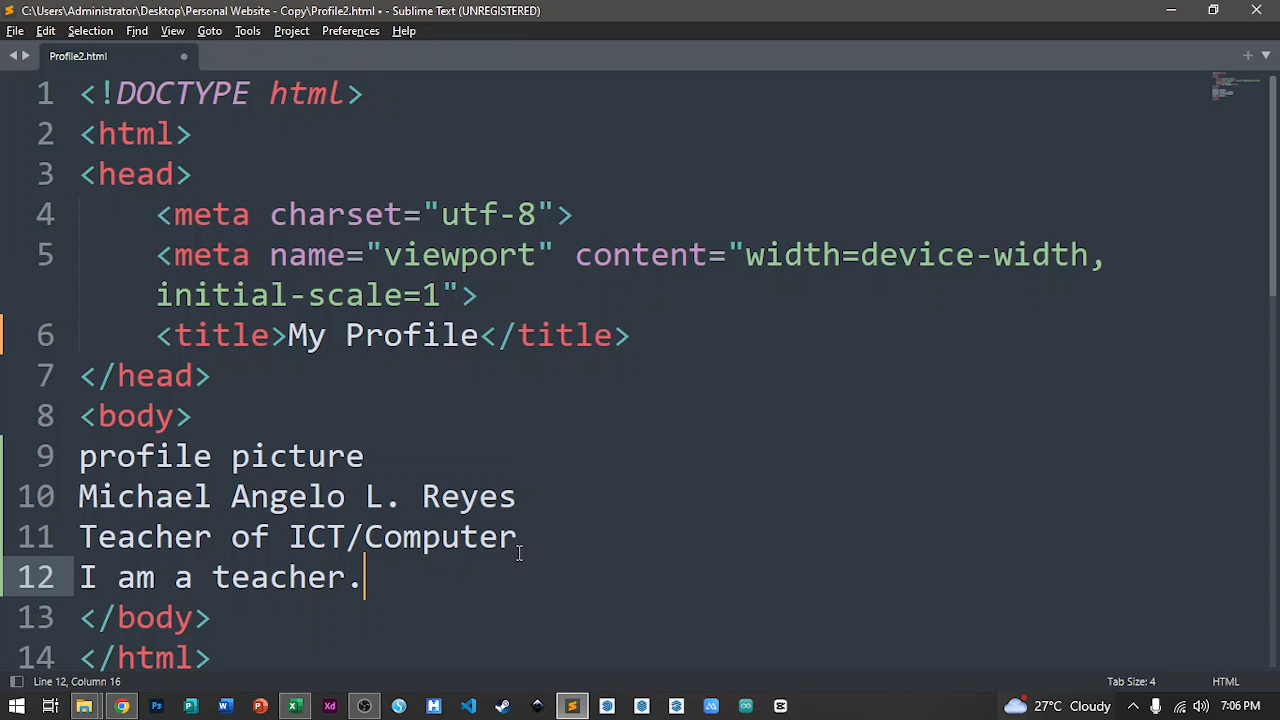 C:\Users\Administrator\Desktop\Personal Website - Copy\Profile2.html • - Sublime Text (UNREGISTERED)
File Edit Selection Find View Goto Tools Project Preferences Help
Profile2.html
1 <!DOCTYPE html>
2 <html>
3 <head>
4 <meta charset="utf-8">
5 <meta name="viewport" content="width=device-width,
initial-scale=1">
6 <title>My Profile</title>
7 </head>
8 <body>
9 profile picture
10 Michael Angelo L. Reyes
11 Teacher of ICT/Computer
12 I am a teacher.
13 </body>
14 </html>
Line 12, Column 16 Tab Size: 4 HTML
27°C Cloudy 7:06 PM